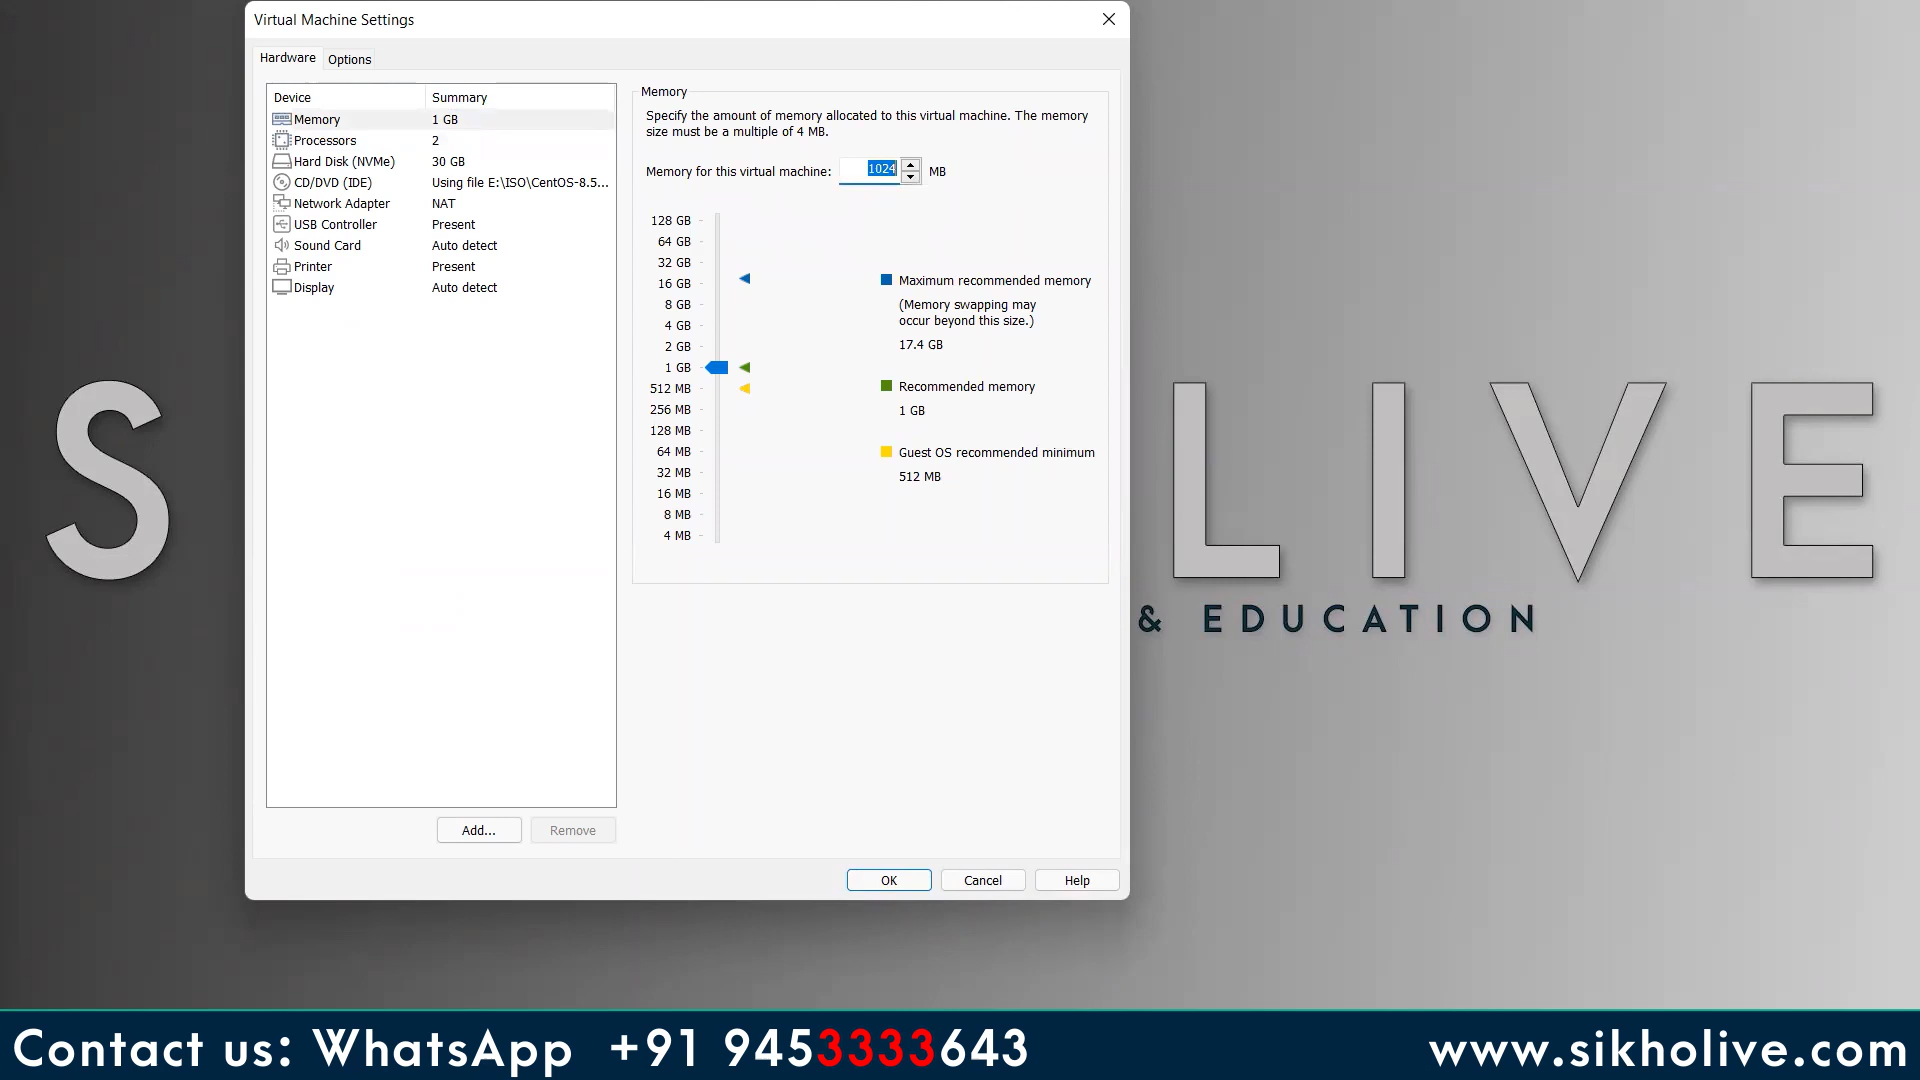 Virtual Machine Settings
Hardware
Options
Device Summary
Memory 1 GB
Processors 2
Hard Disk (NVMe) 30 GB
CD/DVD (IDE) Using file E:\ISO\CentOS-8.5...
Network Adapter NAT
USB Controller Present
Sound Card Auto detect
Printer Present
Display Auto detect
Add...
Remove
Memory
Specify the amount of memory allocated to this virtual machine. The memory
size must be a multiple of 4 MB.
Memory for this virtual machine: 1024 MB
128 GB
64 GB
32 GB
16 GB
8 GB
4 GB
2 GB
1 GB
512 MB
256 MB
128 MB
64 MB
32 MB
16 MB
8 MB
4 MB
Maximum recommended memory
(Memory swapping may
occur beyond this size.)
17.4 GB
Recommended memory
1 GB
Guest OS recommended minimum
512 MB
OK
Cancel
Help
S LIVE
& EDUCATION
Contact us: WhatsApp +91 9453333643
www.sikholive.com